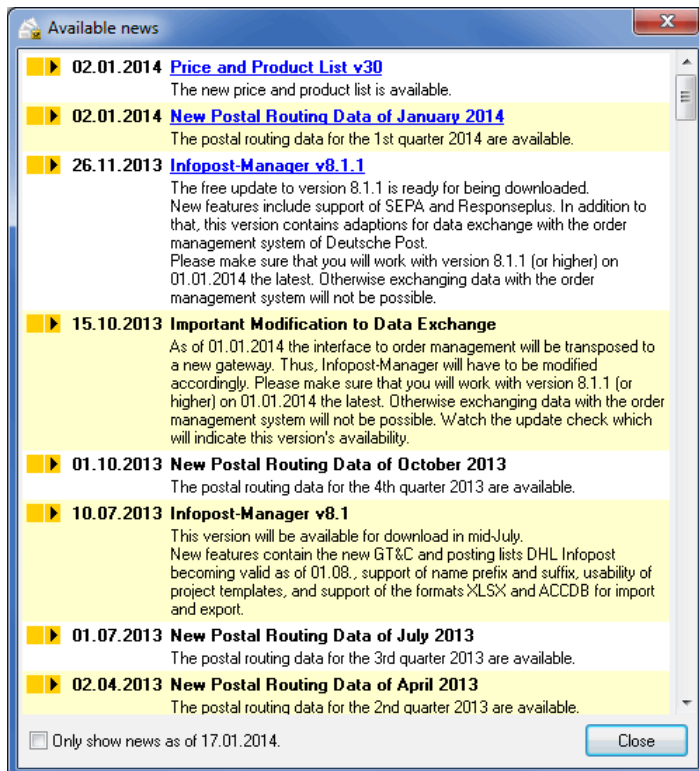 Available news
02.01.2014 Price and Product List v30
The new price and product list is available.
02.01.2014 New Postal Routing Data of January 2014
The postal routing data for the 1st quarter 2014 are available.
26.11.2013 Infopost-Manager v8.1.1
The free update to version 8.1.1 is ready for being downloaded.
New features include support of SEPA and Responseplus. In addition to
that, this version contains adaptions for data exchange with the order
management system of Deutsche Post.
Please make sure that you will work with version 8.1.1 (or higher) on
01.01.2014 the latest. Otherwise exchanging data with the order
management system will not be possible.
15.10.2013 Important Modification to Data Exchange
As of 01.01.2014 the interface to order management will be transposed to
a new gateway. Thus, Infopost-Manager will have to be modified
accordingly. Please make sure that you will work with version 8.1.1 (or
higher) on 01.01.2014 the latest. Otherwise exchanging data with the order
management system will not be possible. Watch the update check which
will indicate this version's availability.
01.10.2013 New Postal Routing Data of October 2013
The postal routing data for the 4th quarter 2013 are available.
10.07.2013 Infopost-Manager v8.1
This version will be available for download in mid-July.
New features contain the new GT&C and posting lists DHL Infopost
becoming valid as of 01.08., support of name prefix and suffix, usability of
project templates, and support of the formats XLSX and ACCDB for import
and export.
01.07.2013 New Postal Routing Data of July 2013
The postal routing data for the 3rd quarter 2013 are available.
02.04.2013 New Postal Routing Data of April 2013
The postal routing data for the 2nd quarter 2013 are available.
Only show news as of 17.01.2014.
Close